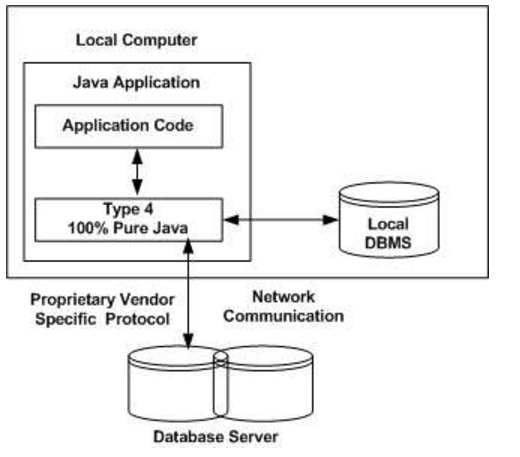 Local Computer
Java Application
Application Code
Type 4
100% Pure Java
Local
DBMS
Proprietary Vendor
Specific Protocol
Network
Communication
Database Server